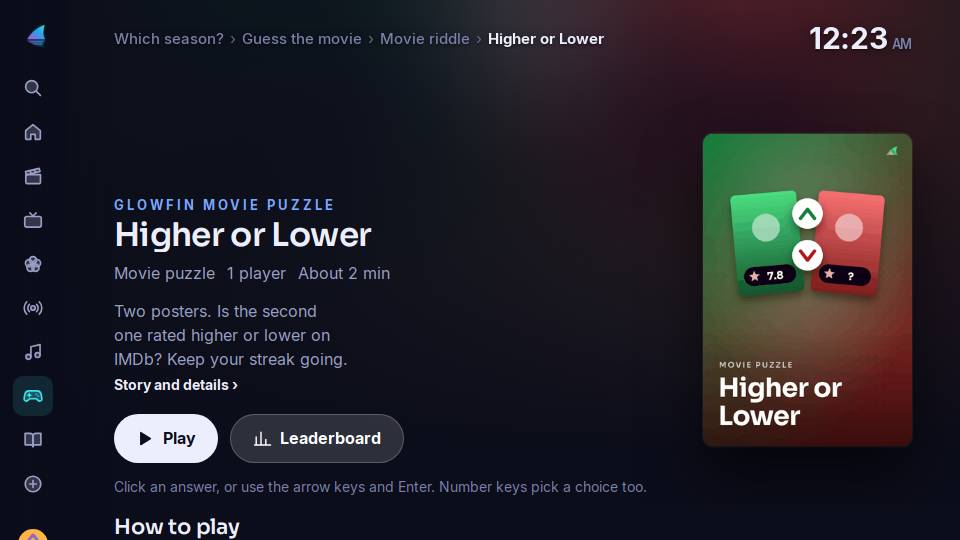 Which season? › Guess the movie › Movie riddle › Higher or Lower
12:23 AM
GLOWFIN MOVIE PUZZLE
Higher or Lower
Movie puzzle 1 player About 2 min
Two posters. Is the second
one rated higher or lower on
IMDb? Keep your streak going.
Story and details ›
Play
Leaderboard
Click an answer, or use the arrow keys and Enter. Number keys pick a choice too.
How to play
7.8
?
MOVIE PUZZLE
Higher or
Lower